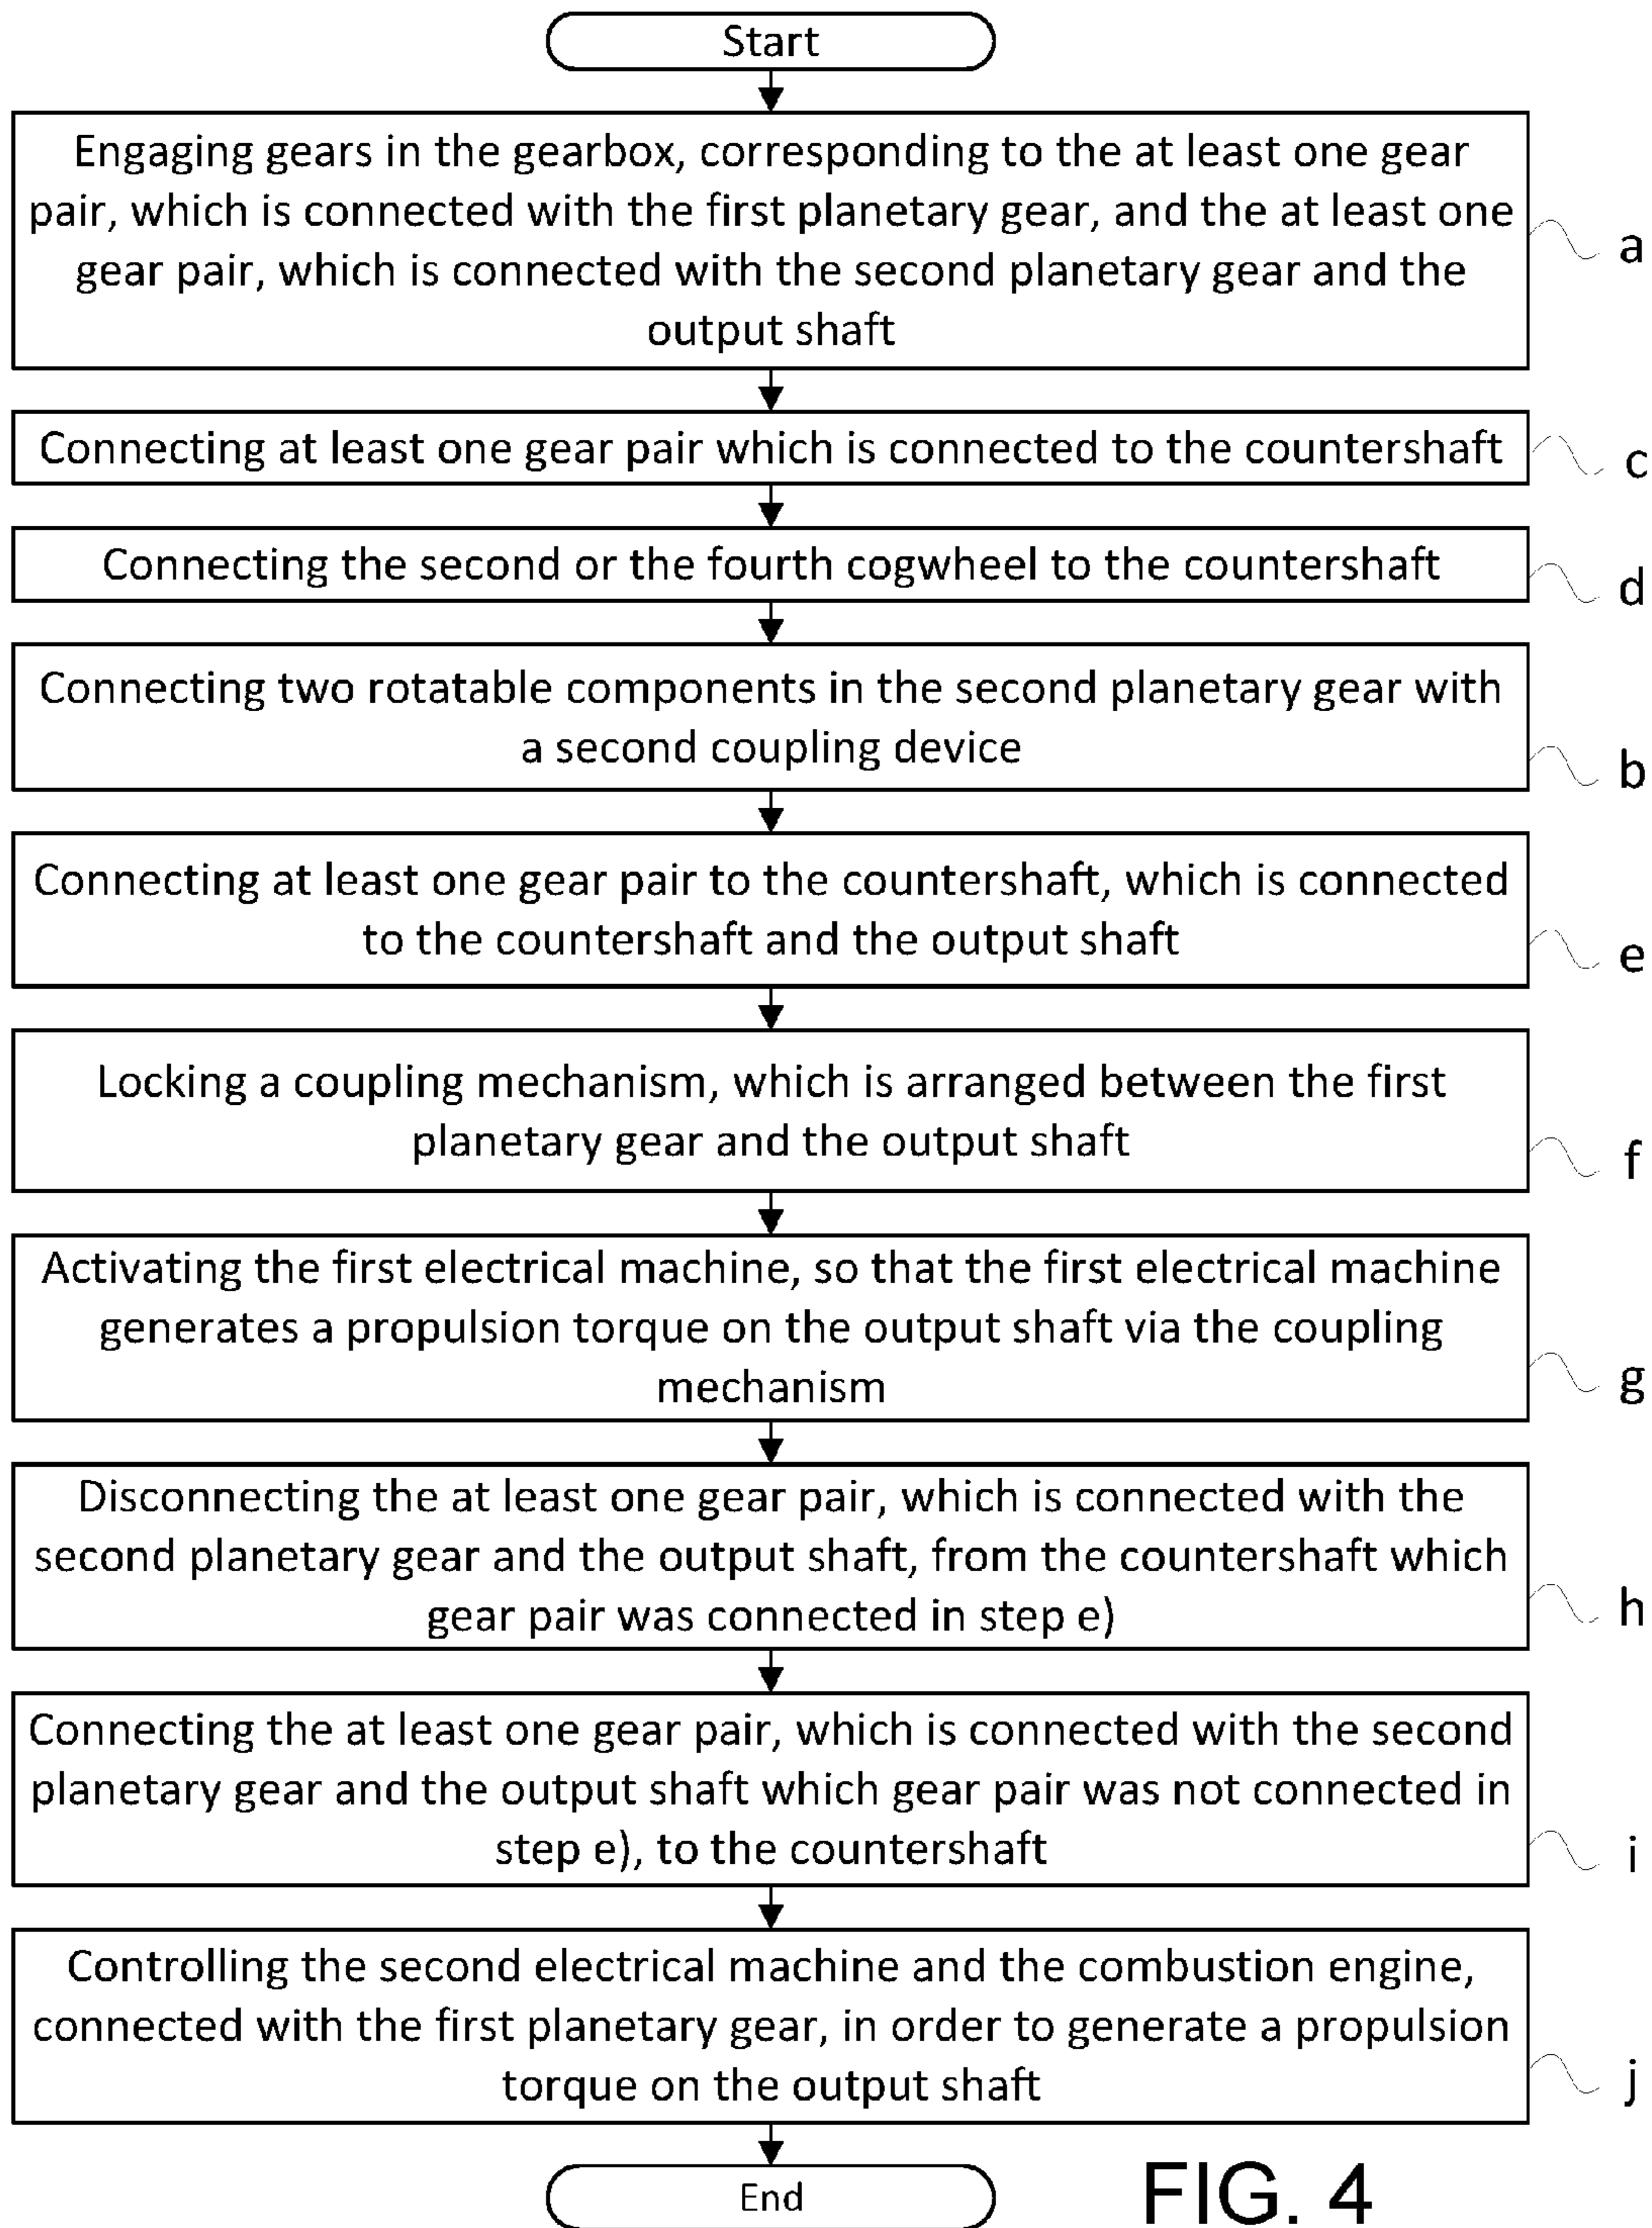 Start
Engaging gears in the gearbox, corresponding to the at least one gear
pair, which is connected with the first planetary gear, and the at least one
gear pair, which is connected with the second planetary gear and the
output shaft
a
Connecting at least one gear pair which is connected to the countershaft
c
Connecting the second or the fourth cogwheel to the countershaft
d
Connecting two rotatable components in the second planetary gear with
a second coupling device
b
Connecting at least one gear pair to the countershaft, which is connected
to the countershaft and the output shaft
e
Locking a coupling mechanism, which is arranged between the first
planetary gear and the output shaft
f
Activating the first electrical machine, so that the first electrical machine
generates a propulsion torque on the output shaft via the coupling
mechanism
g
Disconnecting the at least one gear pair, which is connected with the
second planetary gear and the output shaft, from the countershaft which
gear pair was connected in step e)
h
Connecting the at least one gear pair, which is connected with the second
planetary gear and the output shaft which gear pair was not connected in
step e), to the countershaft
i
Controlling the second electrical machine and the combustion engine,
connected with the first planetary gear, in order to generate a propulsion
torque on the output shaft
j
End
FIG. 4